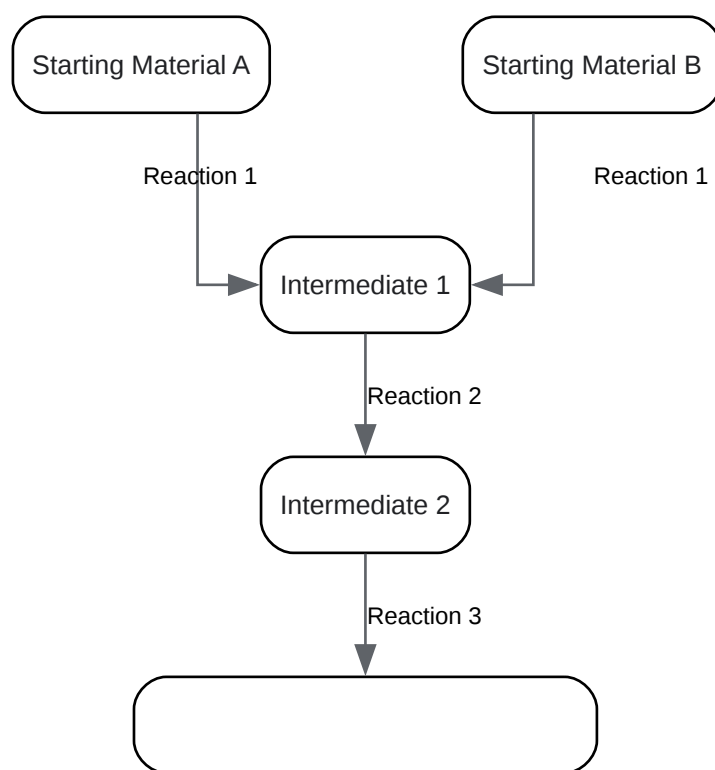 Starting Material A
Starting Material B
Reaction 1
Reaction 1
Intermediate 1
Reaction 2
Intermediate 2
Reaction 3